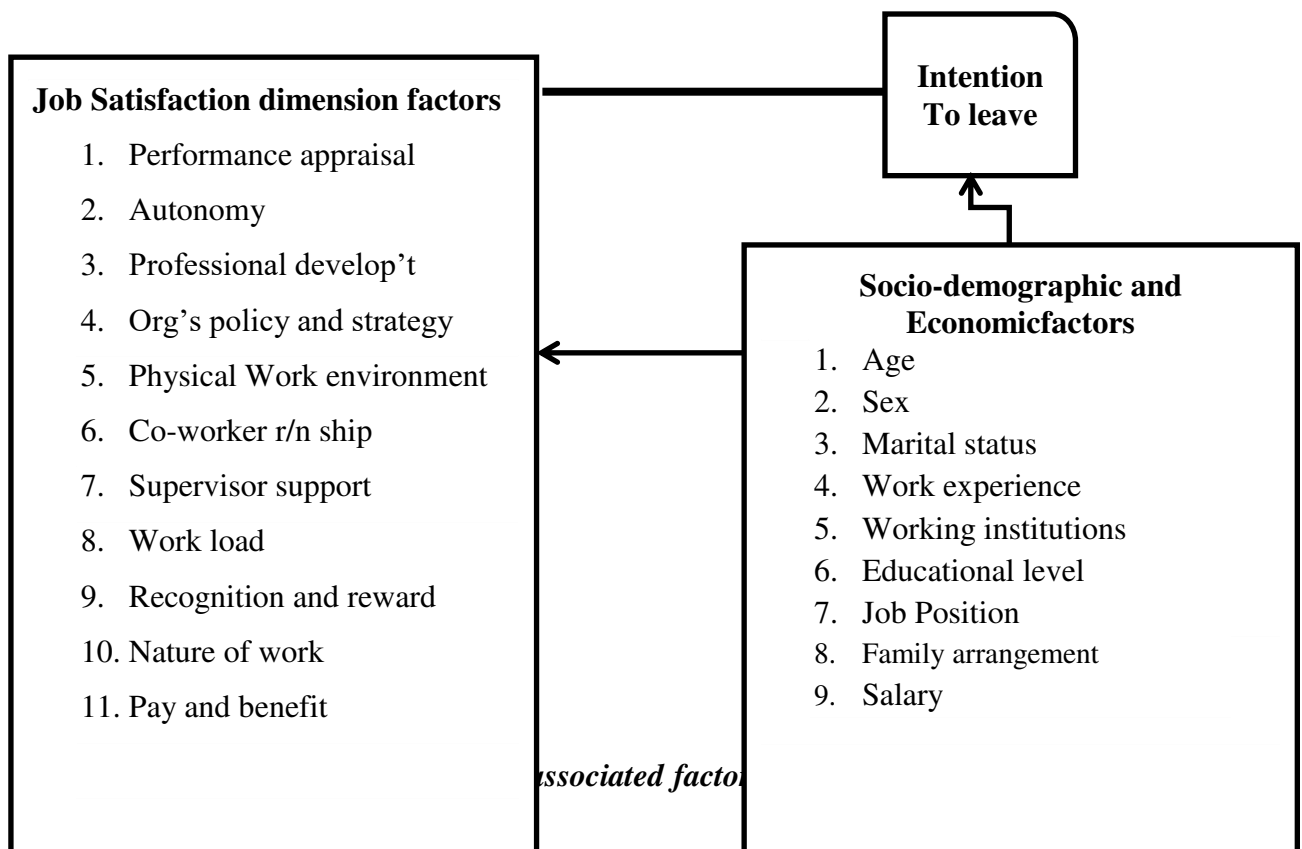 Job Satisfaction dimension factors
1. Performance appraisal
2. Autonomy
3. Professional develop't
4. Org's policy and strategy
5. Physical Work environment
6. Co-worker r/n ship
7. Supervisor support
8. Work load
9. Recognition and reward
10. Nature of work
11. Pay and benefit
Intention
To leave
Socio-demographic and
Economicfactors
1. Age
2. Sex
3. Marital status
4. Work experience
5. Working institutions
6. Educational level
7. Job Position
8. Family arrangement
9. Salary